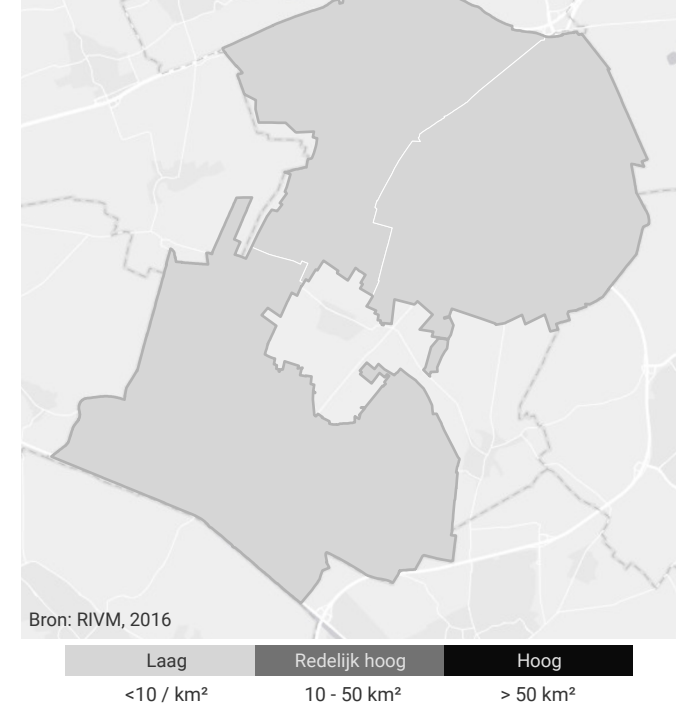 Bron: RIVM, 2016
Laag Redelijk hoog Hoog
<10 / km² 10 - 50 km² > 50 km²